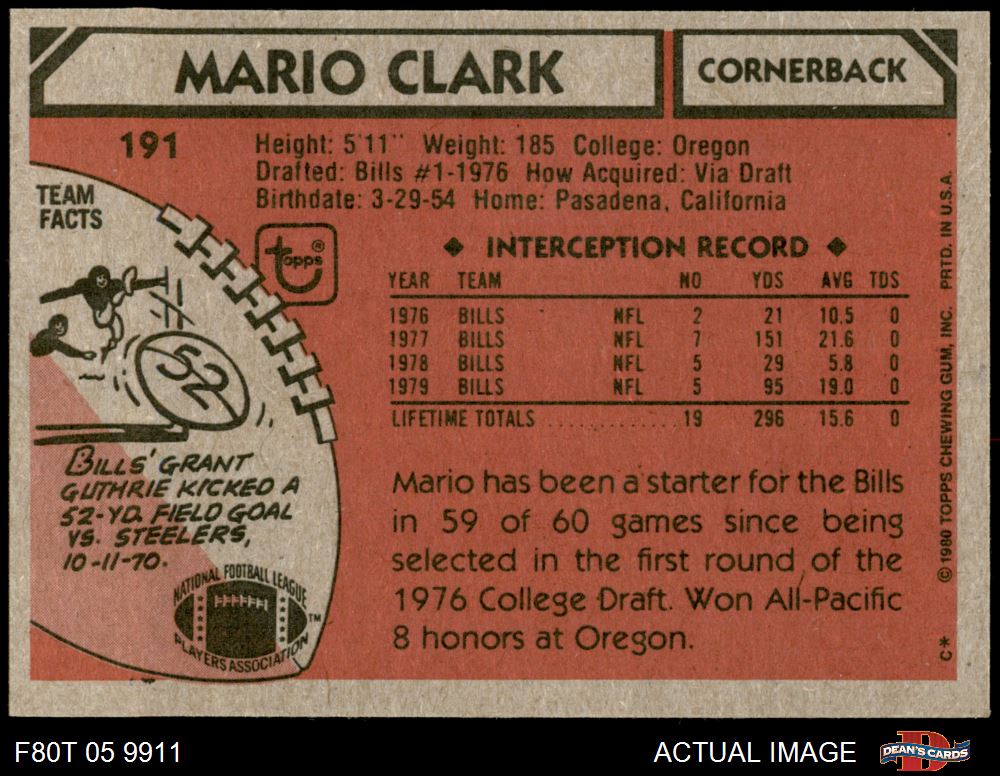 MARIO CLARK
CORNERBACK
191
Height: 5'11" Weight: 185 College: Oregon
Drafted: Bills #1-1976 How Acquired: Via Draft
Birthdate: 3-29-54 Home: Pasadena, California
TEAM
FACTS
topps®
◆ INTERCEPTION RECORD ◆
YEAR TEAM NO YDS AVG TDS
1976 BILLS NFL 2 21 10.5 0
1977 BILLS NFL 7 151 21.6 0
1978 BILLS NFL 5 29 5.8 0
1979 BILLS NFL 5 95 19.0 0
LIFETIME TOTALS ............ 19 296 15.6 0
52
BILLS' GRANT
GUTHRIE KICKED A
52-YD. FIELD GOAL
VS. STEELERS,
10-11-70.
NATIONAL FOOTBALL LEAGUE
PLAYERS ASSOCIATION
TM
Mario has been a starter for the Bills
in 59 of 60 games since being
selected in the first round of the
1976 College Draft. Won All-Pacific
8 honors at Oregon.
C* © 1980 TOPPS CHEWING GUM, INC. PRTD. IN U.S.A.
F80T 05 9911
ACTUAL IMAGE
D
DEAN'S CARDS